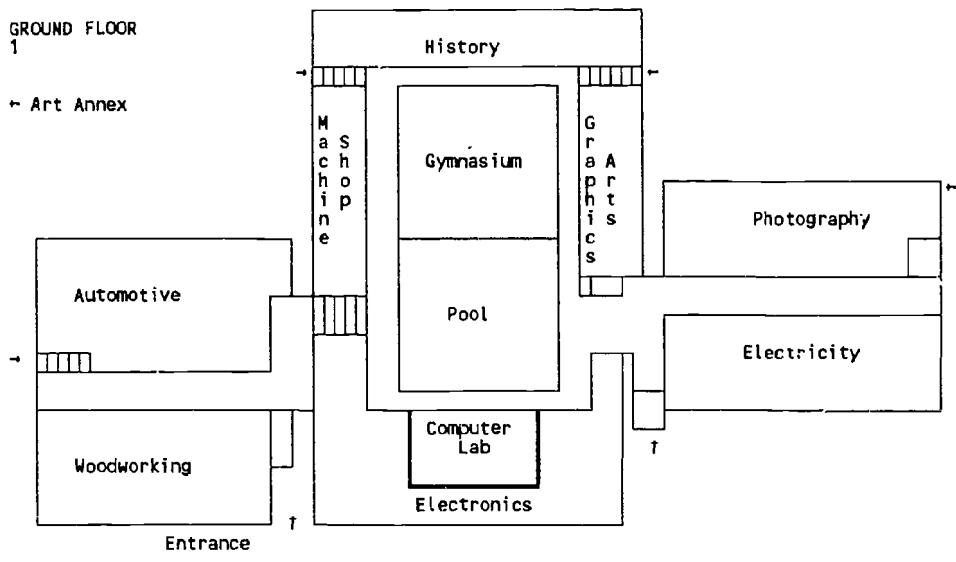 GROUND FLOOR
1
← Art Annex
History
Machine
Shop
Gymnasium
Graphics
Arts
Photography
Automotive
Pool
Electricity
Computer
Lab
Woodworking
Electronics
Entrance